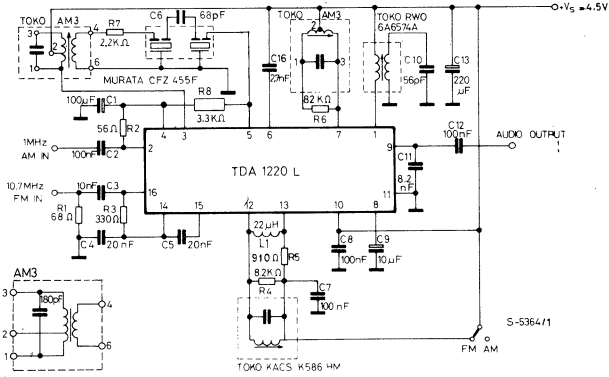 +Vs = 4.5V
TOKO AM3
3
2
1
4
6
R7
2,2KΩ
C6
68pF
MURATA CFZ 455F
C16
TOKO AM3
2
1
3
82 KΩ
R6
TOKO RWO
6A6574A
C10
56pF
C13
220
µF
100µF C1
R8
3.3KΩ
56Ω R2
4 3 5 6 7 1
1MHz
AM IN
100nF C2
2
TDA 1220 L
9
C12
100nF
AUDIO OUTPUT
C11
8.2
nF
11
10.7MHz
FM IN
10nF C3
16
R1
68 Ω
R3
330Ω
C4 20 nF
14 15 12 13 10 8
C5 20nF
22µH
L1
910Ω R5
8.2KΩ
R4
C7
100nF
C8
100nF
C9
10µF
TOKO KACS K586 HM
S-5364/1
FM AM
AM3
3
180pF
2
1
4
6